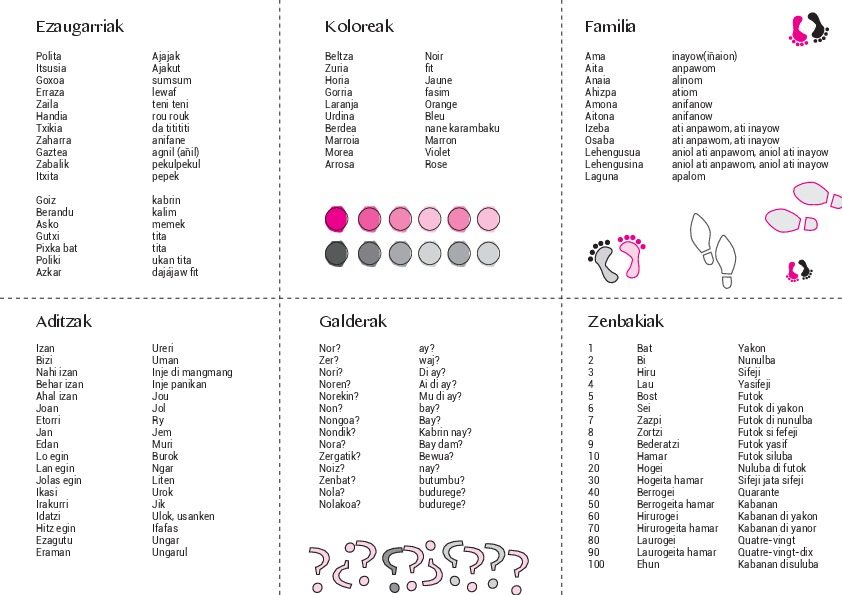 Ezaugarriak
Polita Ajajak
Itsusia Ajakut
Goxoa sumsum
Erraza lewaf
Zaila teni teni
Handia rou rouk
Txikia da titititi
Zaharra anifane
Gaztea agnil (añil)
Zabalik pekulpekul
Itxita pepek
Goiz kabrin
Berandu kalim
Asko memek
Gutxi tita
Pixka bat tita
Poliki ukan tita
Azkar dajájaw fit
Koloreak
Beltza Noir
Zuria fit
Horia Jaune
Gorria fasim
Laranja Orange
Urdina Bleu
Berdea nane karambaku
Marroia Marron
Morea Violet
Arrosa Rose
Familia
Ama inayow(iñaion)
Aita anpawom
Anaia alinom
Ahizpa atiom
Amona anifanow
Aitona anifonow
Izeba ati anpawom, ati inayow
Osaba ati anpawom, ati inayow
Lehengusua aniol ati anpawom, aniol ati inayow
Lehengusina aniol ati anpawom, aniol ati inayow
Laguna apalom
Aditzak
Izan Ureri
Bizi Uman
Nahi izan Inje di mangmang
Behar izan Inje panikan
Ahal izan Jou
Joan Jol
Etorri Ry
Jan Jem
Edan Muri
Lo egin Burok
Lan egin Ngar
Jolas egin Liten
Ikasi Urok
Irakurri Jik
Idatzi Ulok, usanken
Hitz egin Ifafas
Ezagutu Ungar
Eraman Ungarul
Galderak
Nor? ay?
Zer? waj?
Nori? Di ay?
Noren? Ai di ay?
Norekin? Mu di ay?
Non? bay?
Nongoa? Bay?
Nondik? Kabrin nay?
Nora? Bay dam?
Zergatik? Bewua?
Noiz? nay?
Zenbat? butumbu?
Nola? budurege?
Nolakoa? budurege?
Zenbakiak
1 Bat Yakon
2 Bi Nunulba
3 Hiru Sifeji
4 Lau Yasifeji
5 Bost Futok
6 Sei Futok di yakon
7 Zazpi Futok di nunulba
8 Zortzi Futok si fefeji
9 Bederatzi Futok yasif
10 Hamar Futok siluba
20 Hogei Nuluba di futok
30 Hogeita hamar Sifeji jata sifeji
40 Berrogei Quarante
50 Berrogeita hamar Kabanan
60 Hirurogei Kabanan di yakon
70 Hirurogeita hamar Kabanan di yanor
80 Laurogei Quatre-vingt
90 Laurogeita hamar Quatre-vingt-dix
100 Ehun Kabanan disuluba